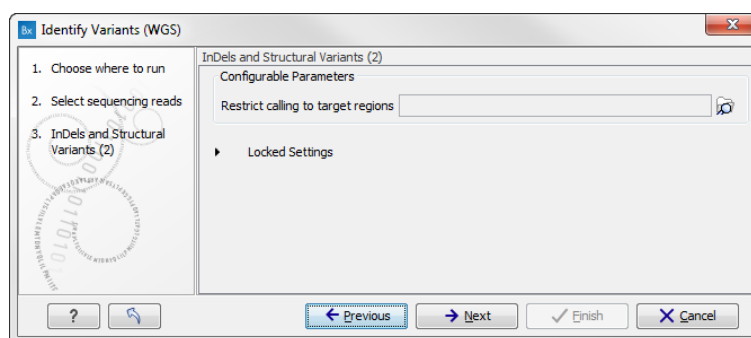 Bx Identify Variants (WGS)
1. Choose where to run
2. Select sequencing reads
3. InDels and Structural
Variants (2)
InDels and Structural Variants (2)
Configurable Parameters
Restrict calling to target regions
Locked Settings
?
Previous
Next
Finish
Cancel